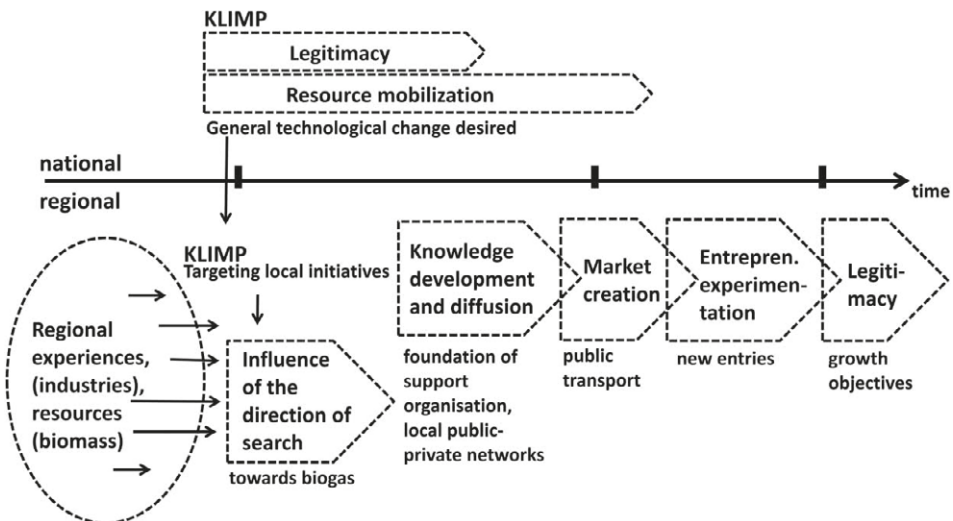 KLIMP
Legitimacy
Resource mobilization
General technological change desired
national
regional
time
KLIMP
Targeting local initiatives
Regional
experiences,
(industries),
resources
(biomass)
Influence
of the
direction of
search
towards biogas
Knowledge
development
and diffusion
foundation of
support
organisation,
local public-
private networks
Market
creation
public
transport
Entrepren.
experimen-
tation
new entries
Legiti-
macy
growth
objectives